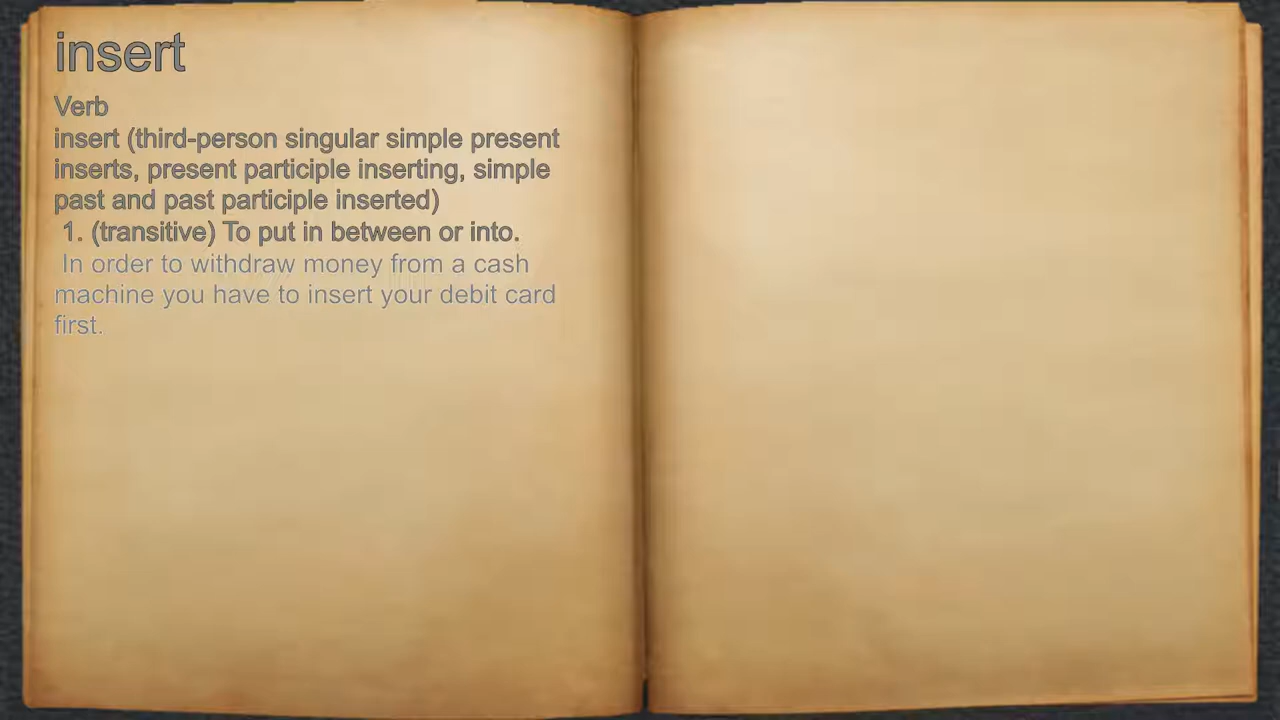 insert
Verb
insert (third-person singular simple present
inserts, present participle inserting, simple
past and past participle inserted)
1. (transitive) To put in between or into.
In order to withdraw money from a cash
machine you have to insert your debit card
first.